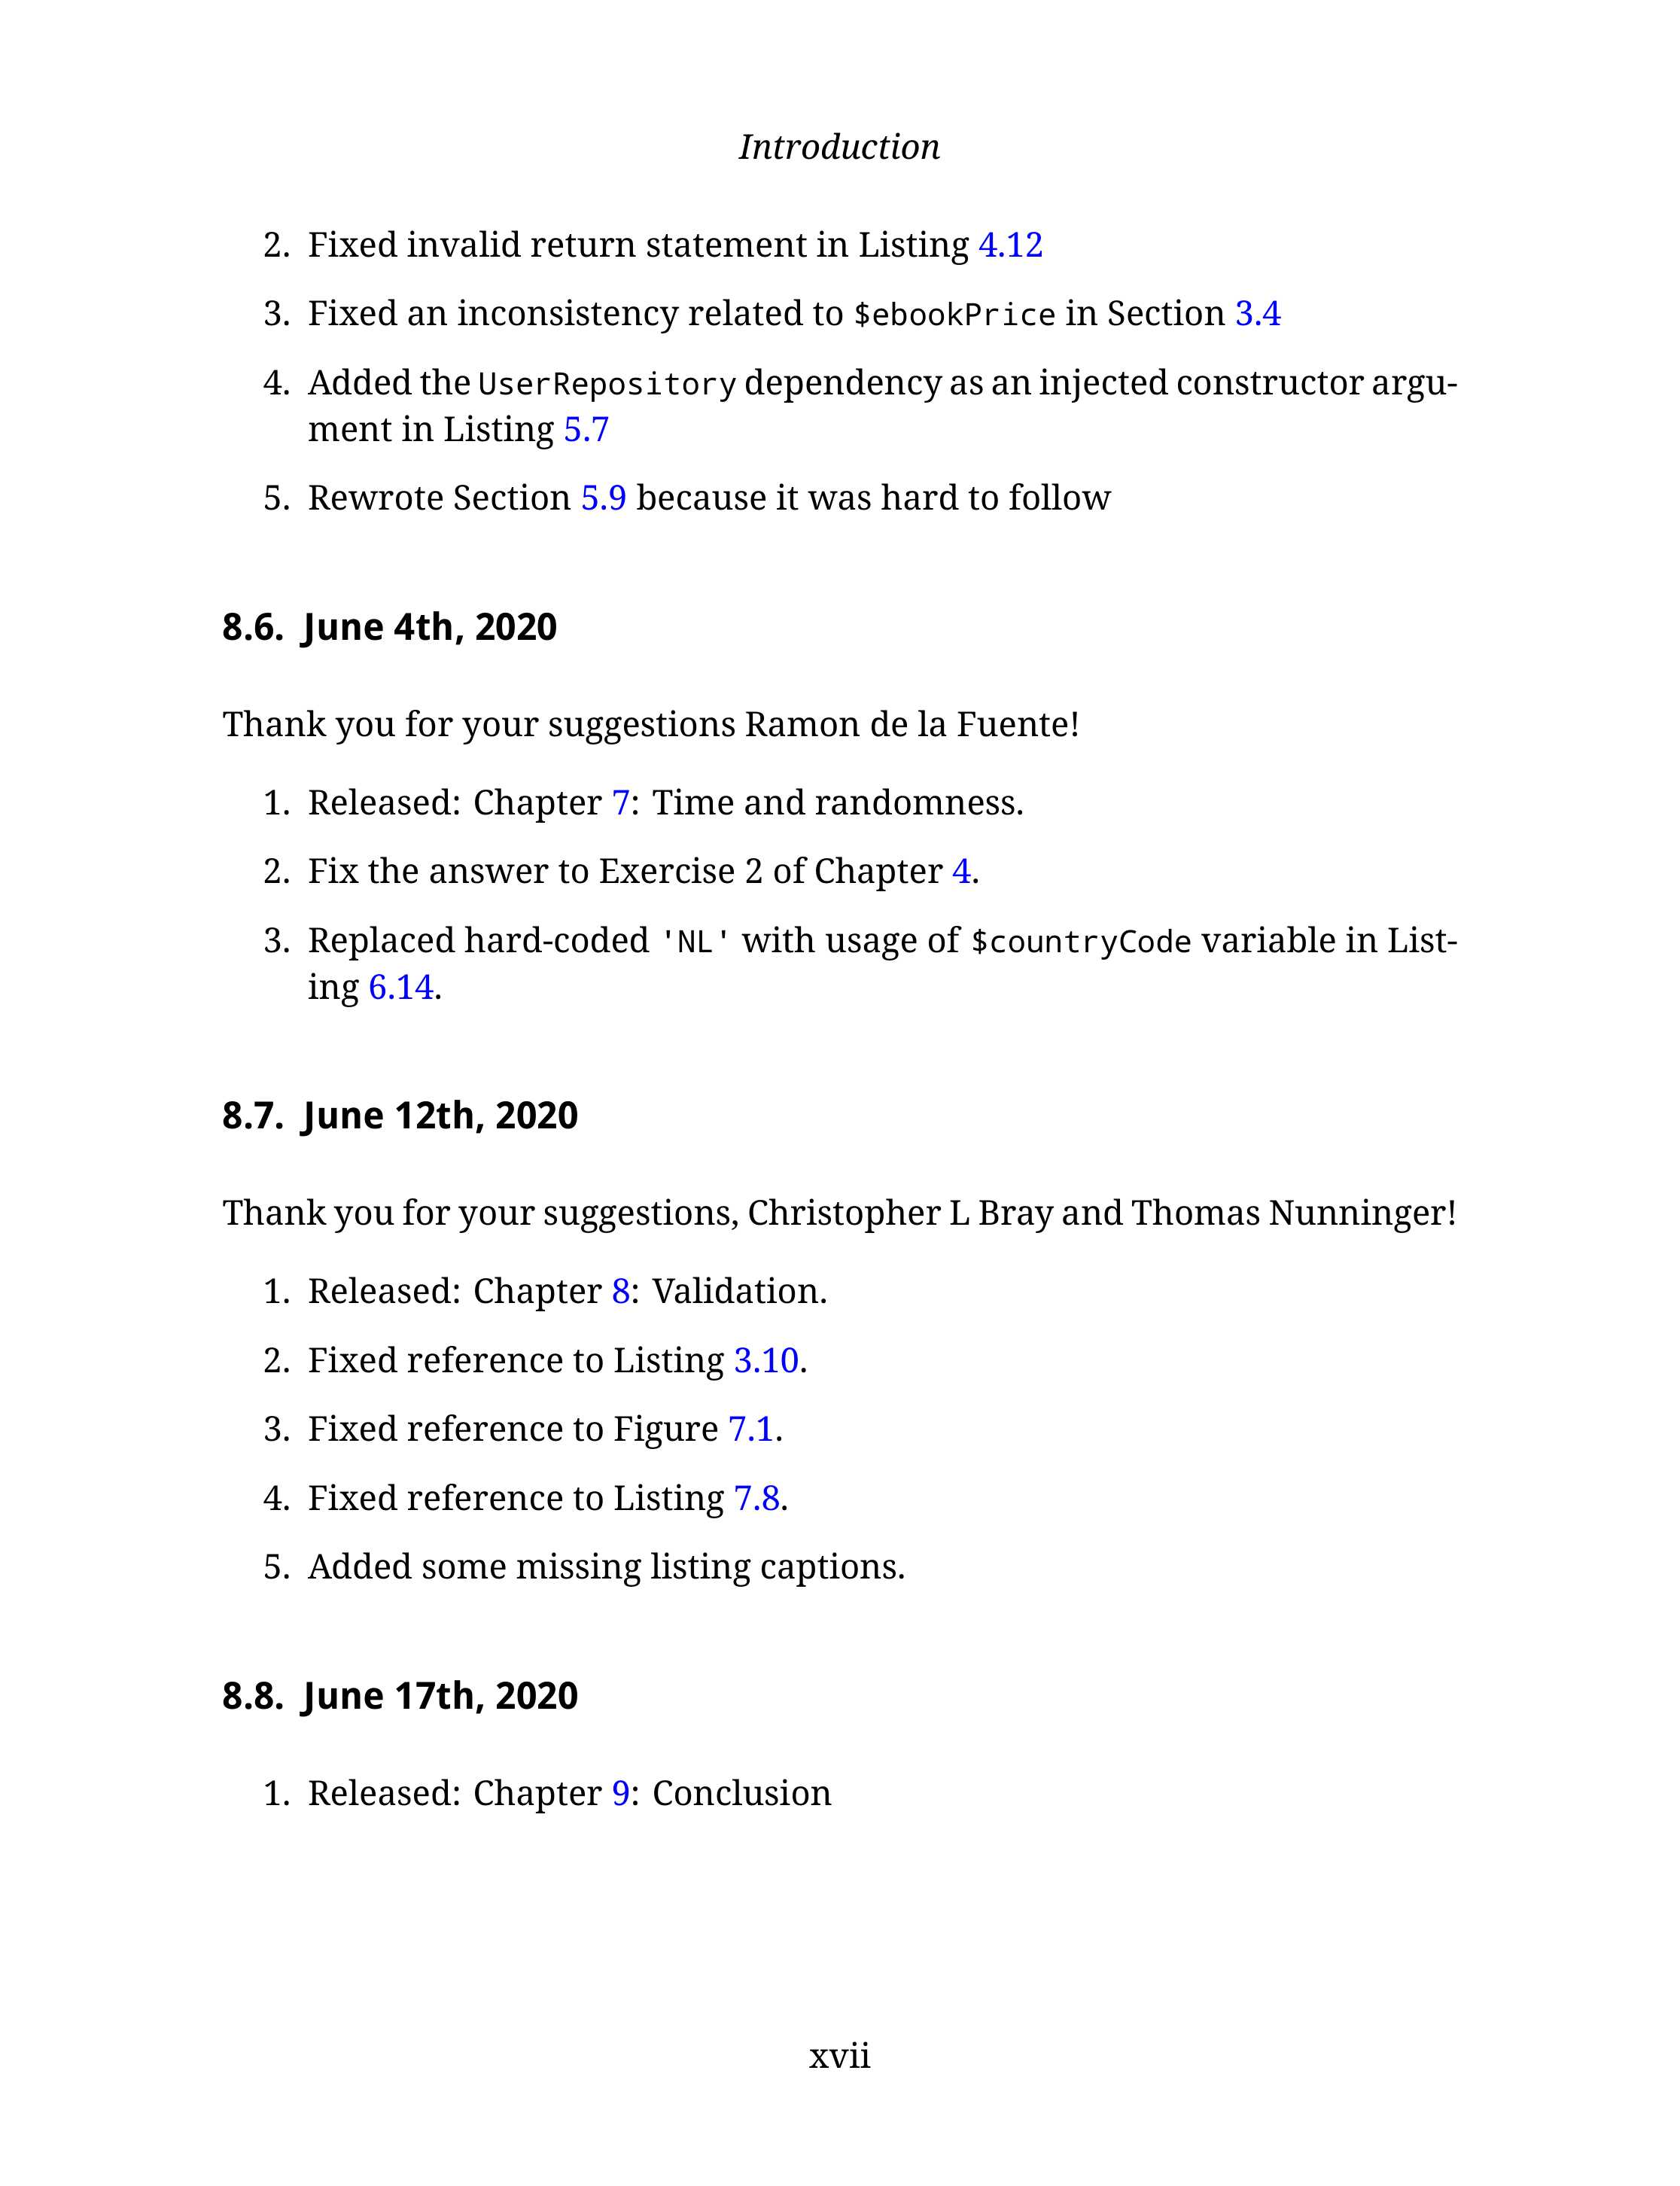 Introduction
2. Fixed invalid return statement in Listing 4.12
3. Fixed an inconsistency related to $ebookPrice in Section 3.4
4. Added the UserRepository dependency as an injected constructor argu-
ment in Listing 5.7
5. Rewrote Section 5.9 because it was hard to follow
8.6. June 4th, 2020
Thank you for your suggestions Ramon de la Fuente!
1. Released: Chapter 7: Time and randomness.
2. Fix the answer to Exercise 2 of Chapter 4.
3. Replaced hard-coded 'NL' with usage of $countryCode variable in List-
ing 6.14.
8.7. June 12th, 2020
Thank you for your suggestions, Christopher L Bray and Thomas Nunninger!
1. Released: Chapter 8: Validation.
2. Fixed reference to Listing 3.10.
3. Fixed reference to Figure 7.1.
4. Fixed reference to Listing 7.8.
5. Added some missing listing captions.
8.8. June 17th, 2020
1. Released: Chapter 9: Conclusion
xvii